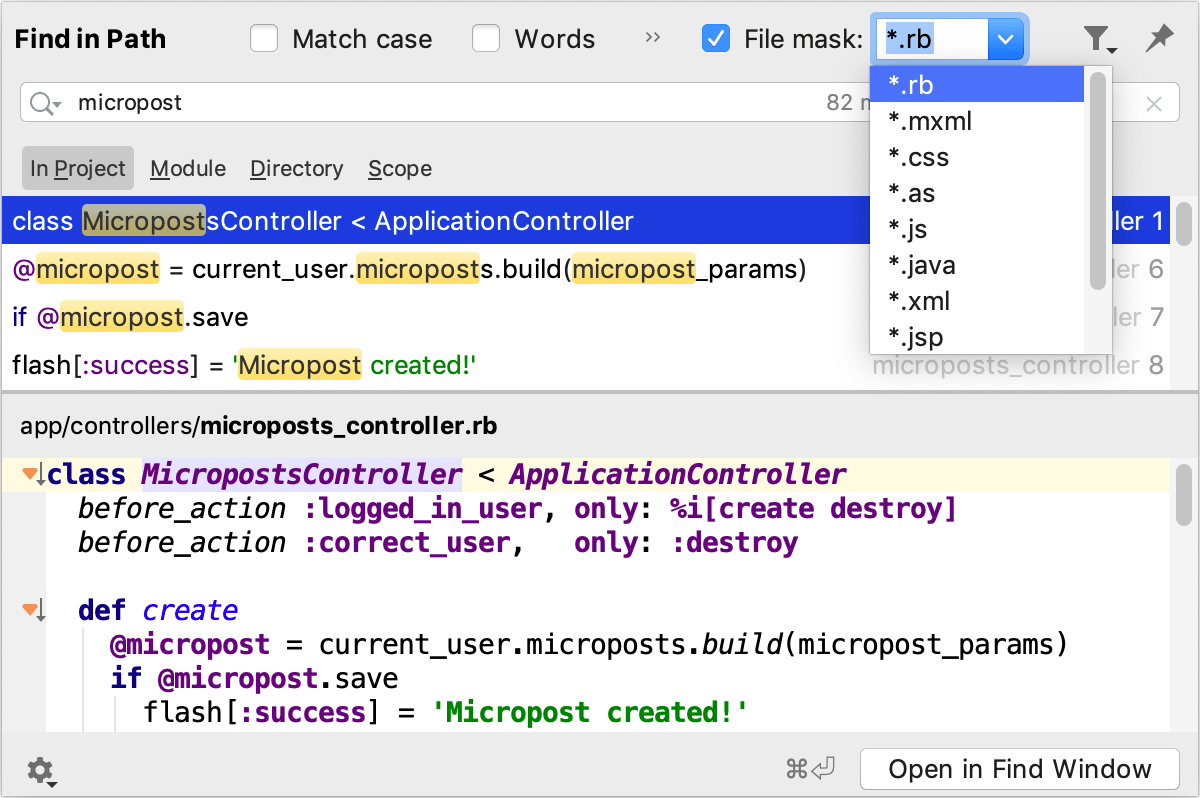 Find in Path Match case Words >> File mask: *.rb
micropost 82
*.rb
*.mxml
*.css
*.as
*.js
*.java
*.xml
*.jsp
In Project Module Directory Scope
class MicropostsController < ApplicationController 1
@micropost = current_user.microposts.build(micropost_params) 6
if @micropost.save 7
flash[:success] = 'Micropost created!' microposts_controller 8
app/controllers/microposts_controller.rb
class MicropostsController < ApplicationController
before_action :logged_in_user, only: %i[create destroy]
before_action :correct_user, only: :destroy
def create
@micropost = current_user.microposts.build(micropost_params)
if @micropost.save
flash[:success] = 'Micropost created!'
⌘⏎ Open in Find Window